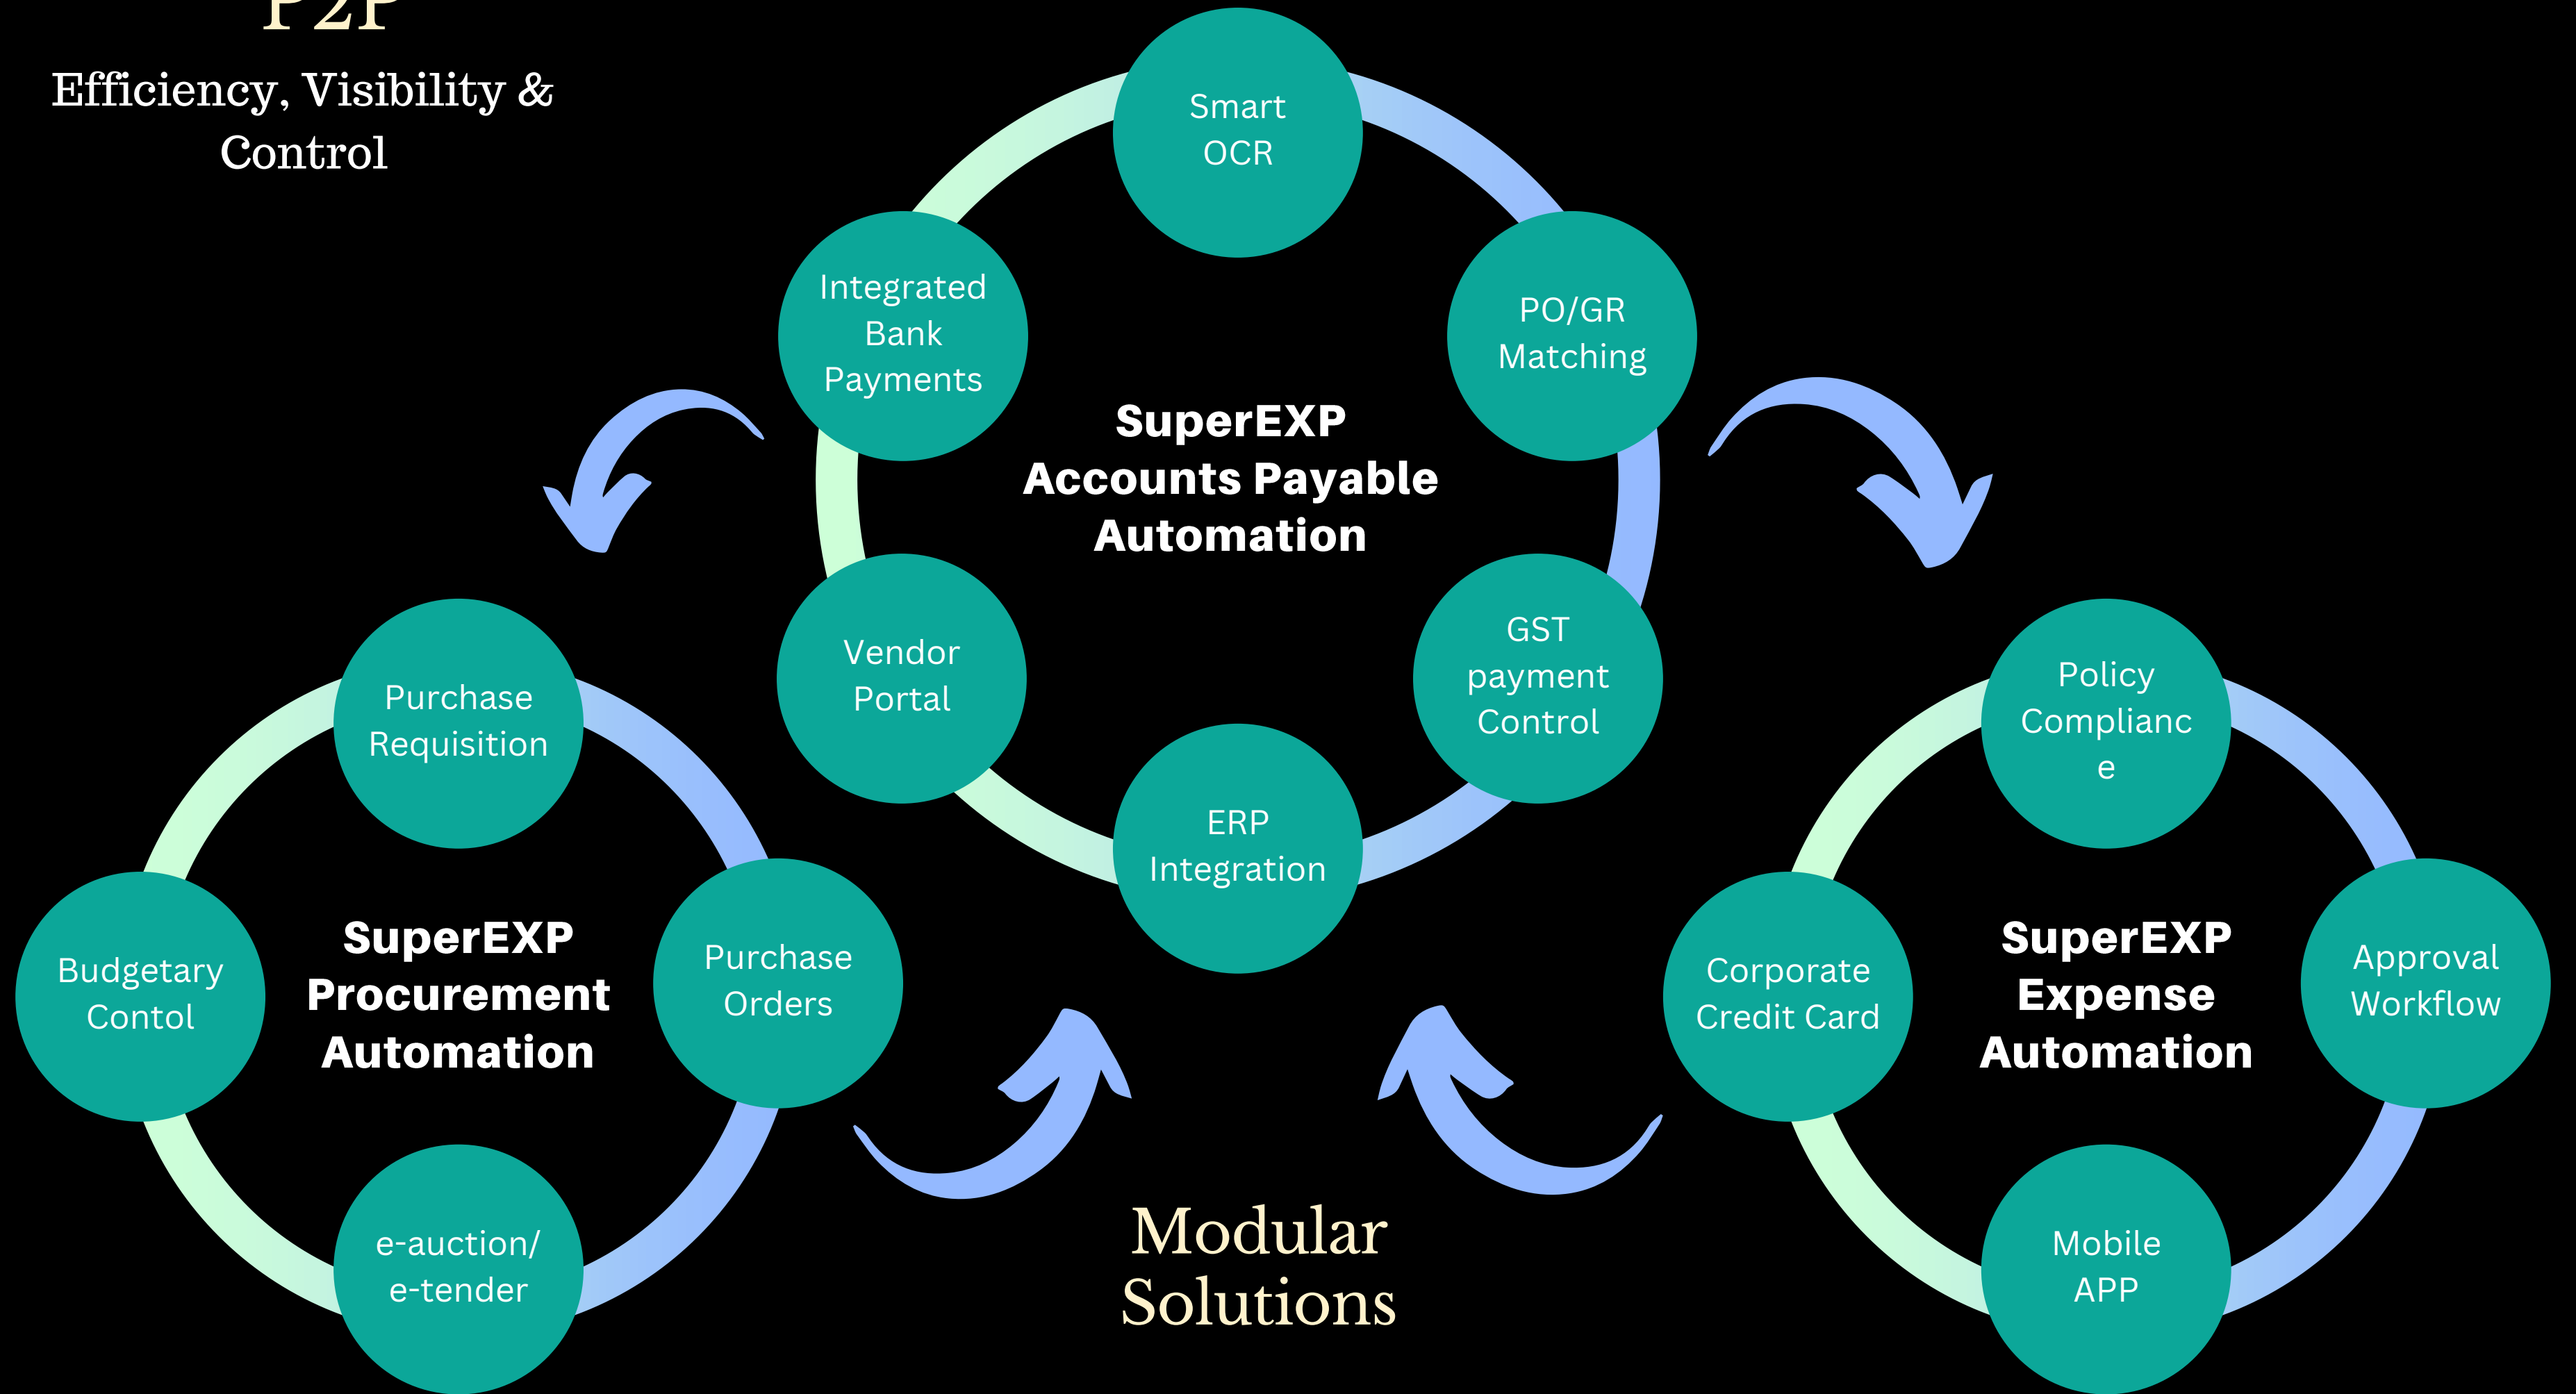 P2P
Efficiency, Visibility &
Control
Smart
OCR
Integrated
Bank
Payments
PO/GR
Matching
SuperEXP
Accounts Payable
Automation
Vendor
Portal
GST
payment
Control
ERP
Integration
Purchase
Requisition
Budgetary
Contol
SuperEXP
Procurement
Automation
Purchase
Orders
e-auction/
e-tender
Policy
Complianc
e
Corporate
Credit Card
SuperEXP
Expense
Automation
Approval
Workflow
Mobile
APP
Modular
Solutions